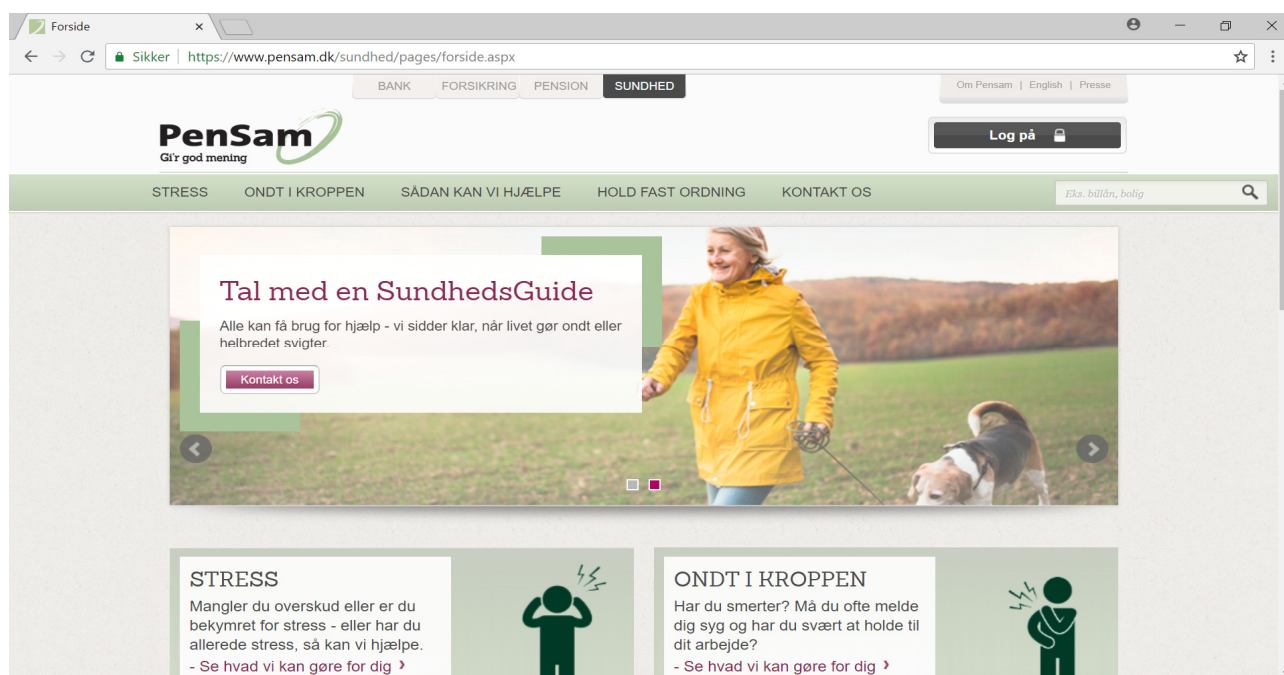 Forside
Sikker https://www.pensam.dk/sundhed/pages/forside.aspx
BANK FORSIKRING PENSION SUNDHED
Om Pensam | English | Presse
PenSam
Gi'r god mening
Log på
STRESS ONDT I KROPPEN SÅDAN KAN VI HJÆLPE HOLD FAST ORDNING KONTAKT OS
Eks. billån, bolig
Tal med en SundhedsGuide
Alle kan få brug for hjælp - vi sidder klar, når livet gør ondt eller
helbredet svigter.
Kontakt os
STRESS
Mangler du overskud eller er du
bekymret for stress - eller har du
allerede stress, så kan vi hjælpe.
- Se hvad vi kan gøre for dig ›
ONDT I KROPPEN
Har du smerter? Må du ofte melde
dig syg og har du svært at holde til
dit arbejde?
- Se hvad vi kan gøre for dig ›